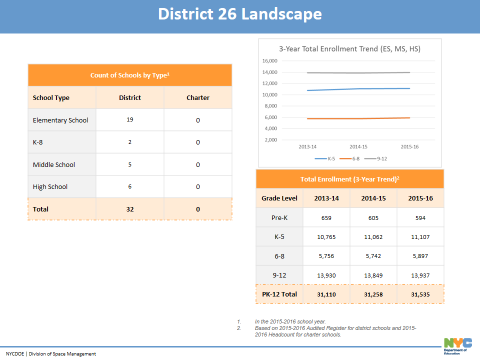 District 26 Landscape
Count of Schools by Type¹
School Type District Charter
Elementary School 19 0
K-8 2 0
Middle School 5 0
High School 6 0
Total 32 0
3-Year Total Enrollment Trend (ES, MS, HS)
16,000
14,000
12,000
10,000
8,000
6,000
4,000
2,000
2013-14 2014-15 2015-16
K-5 6-8 9-12
Total Enrollment (3-Year Trend)²
Grade Level 2013-14 2014-15 2015-16
Pre-K 659 605 594
K-5 10,765 11,062 11,107
6-8 5,756 5,742 5,897
9-12 13,930 13,849 13,937
PK-12 Total 31,110 31,258 31,535
1. In the 2015-2016 school year.
2. Based on 2015-2016 Audited Register for district schools and 2015-
2016 Headcount for charter schools.
NYCDOE | Division of Space Management
NYC
Department of
Education